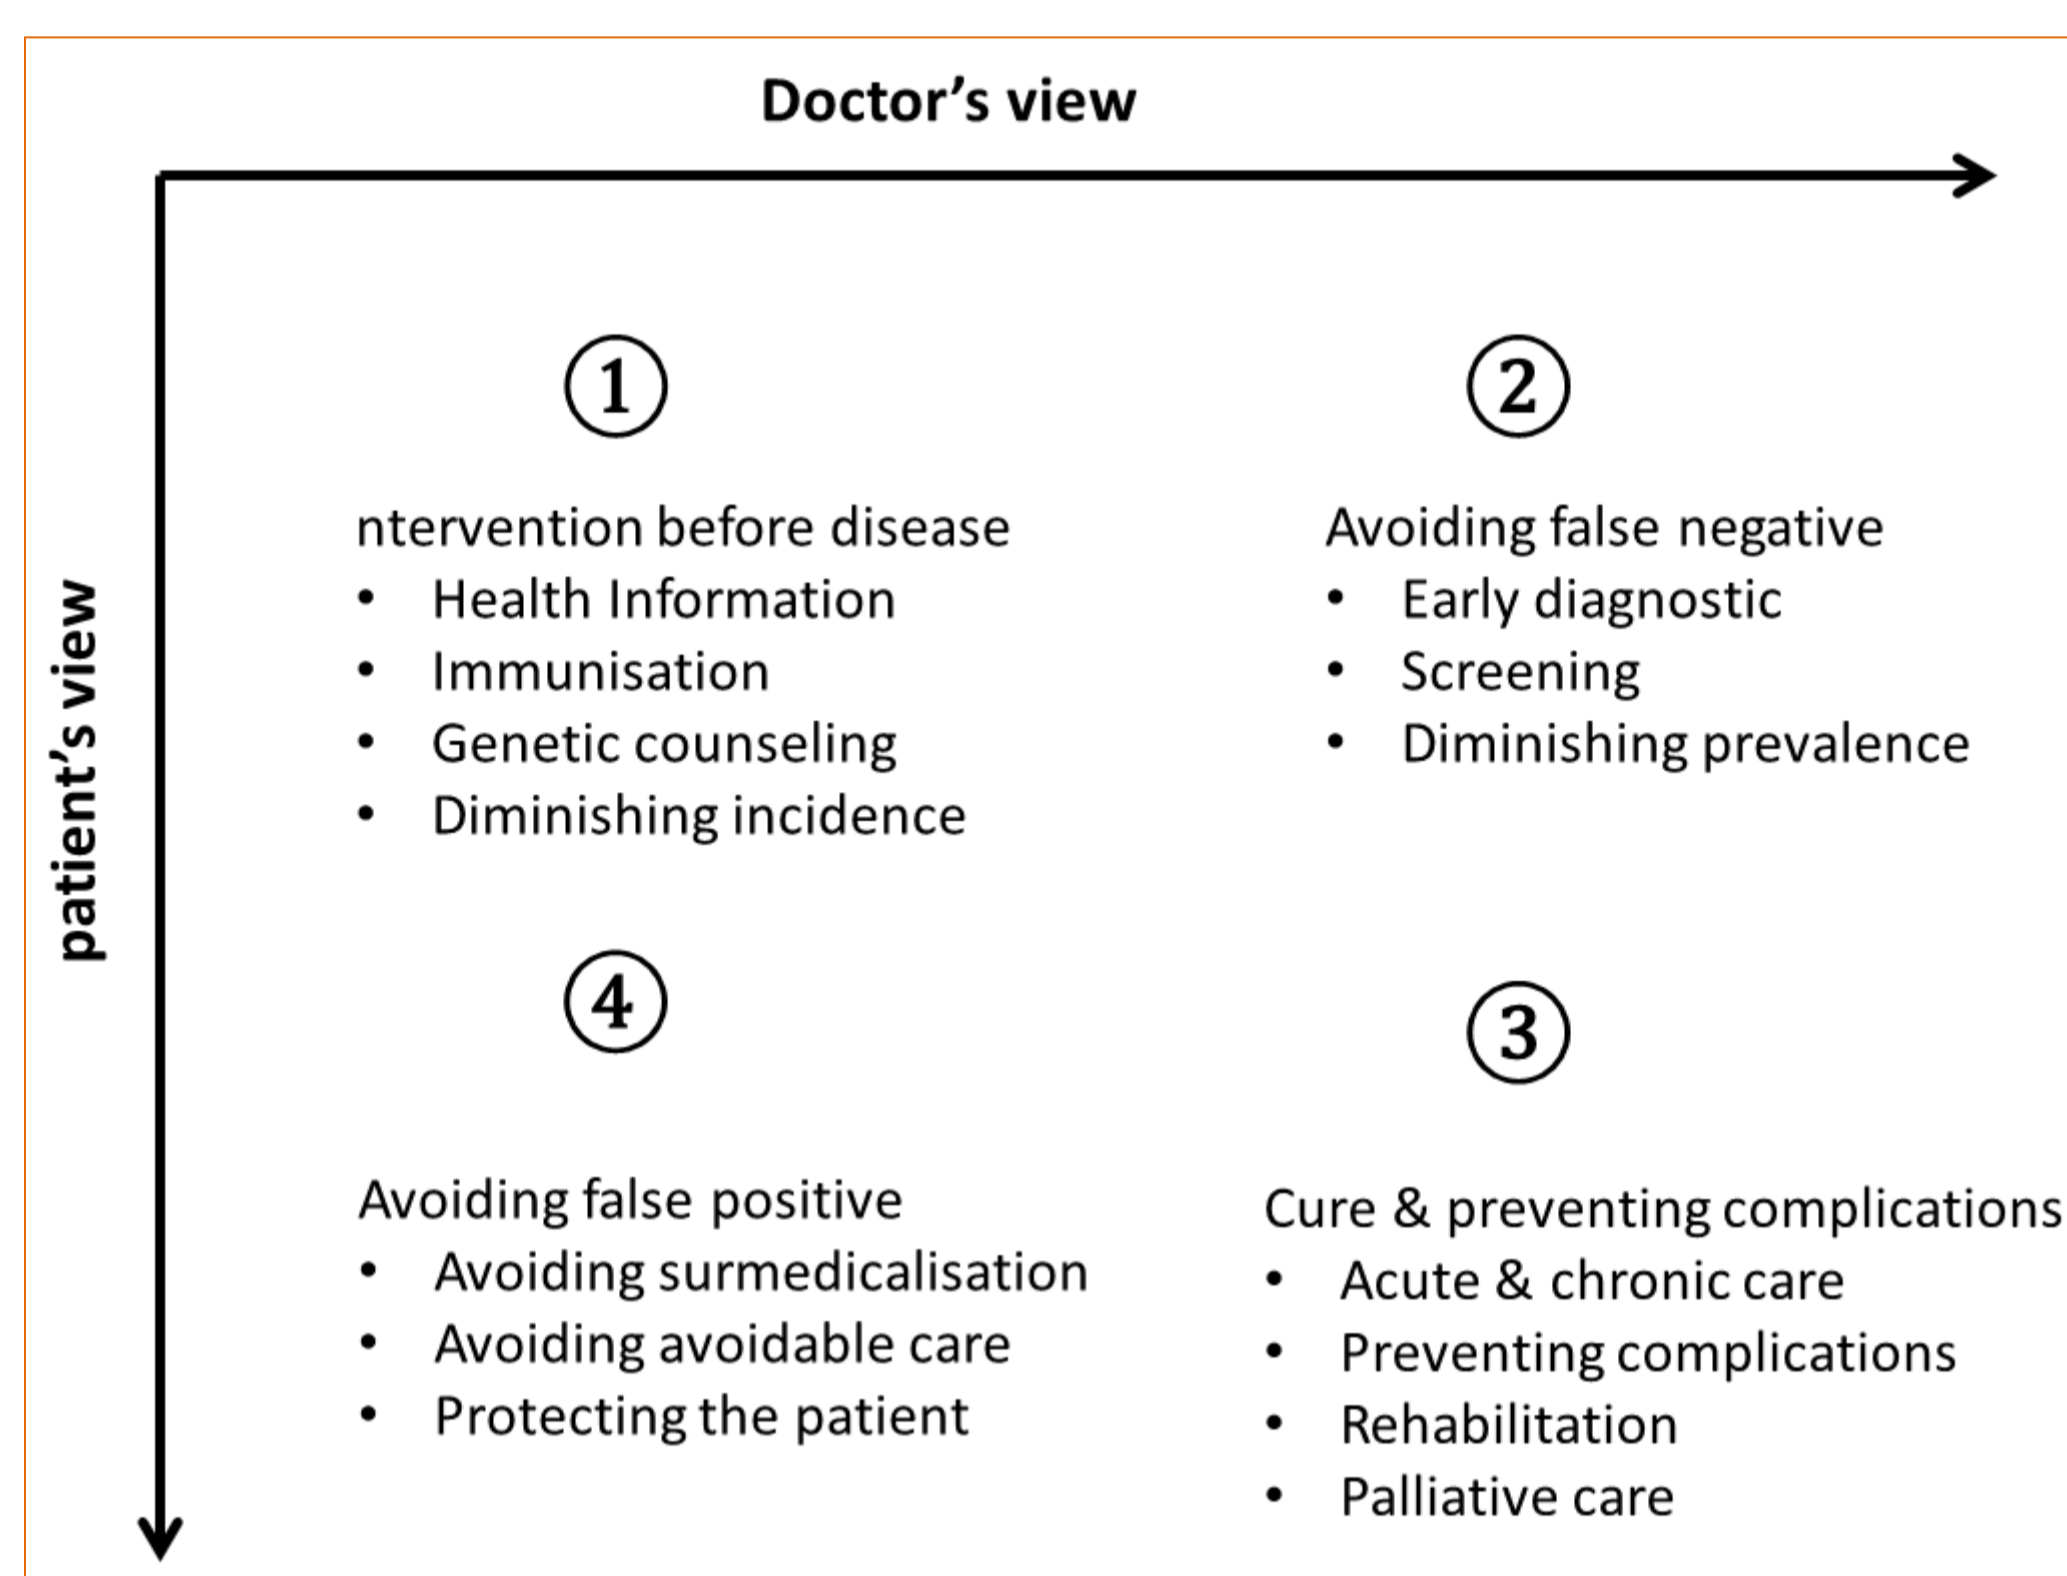 Doctor's view
patient's view
①
ntervention before disease
• Health Information
• Immunisation
• Genetic counseling
• Diminishing incidence
②
Avoiding false negative
• Early diagnostic
• Screening
• Diminishing prevalence
④
Avoiding false positive
• Avoiding surmedicalisation
• Avoiding avoidable care
• Protecting the patient
③
Cure & preventing complications
• Acute & chronic care
• Preventing complications
• Rehabilitation
• Palliative care